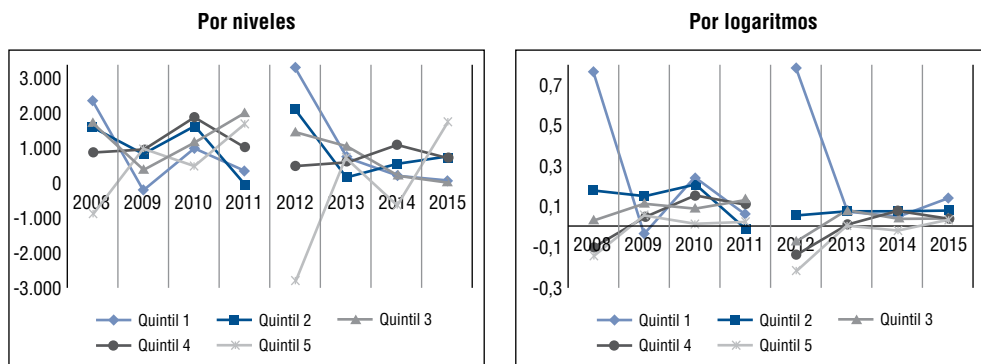 Por niveles
3.000
2.000
1.000
0
-1.000
-2.000
-3.000
2008 2009 2010 2011 2012 2013 2014 2015
Quintil 1 Quintil 2 Quintil 3
Quintil 4 Quintil 5
Por logaritmos
0,7
0,5
0,3
0,1
-0,1
-0,3
2008 2009 2010 2011 2012 2013 2014 2015
Quintil 1 Quintil 2 Quintil 3
Quintil 4 Quintil 5